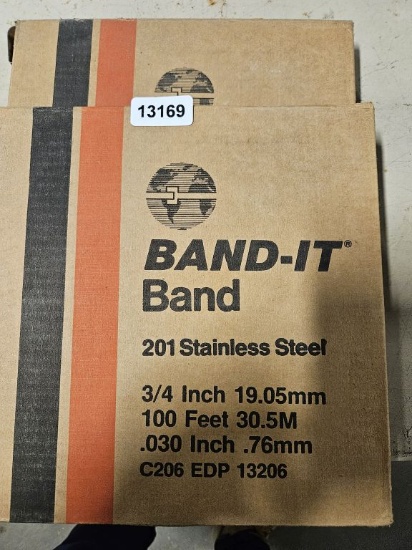 13169
BAND-IT®
Band
201 Stainless Steel
3/4 Inch 19.05mm
100 Feet 30.5M
.030 Inch .76mm
C206 EDP 13206